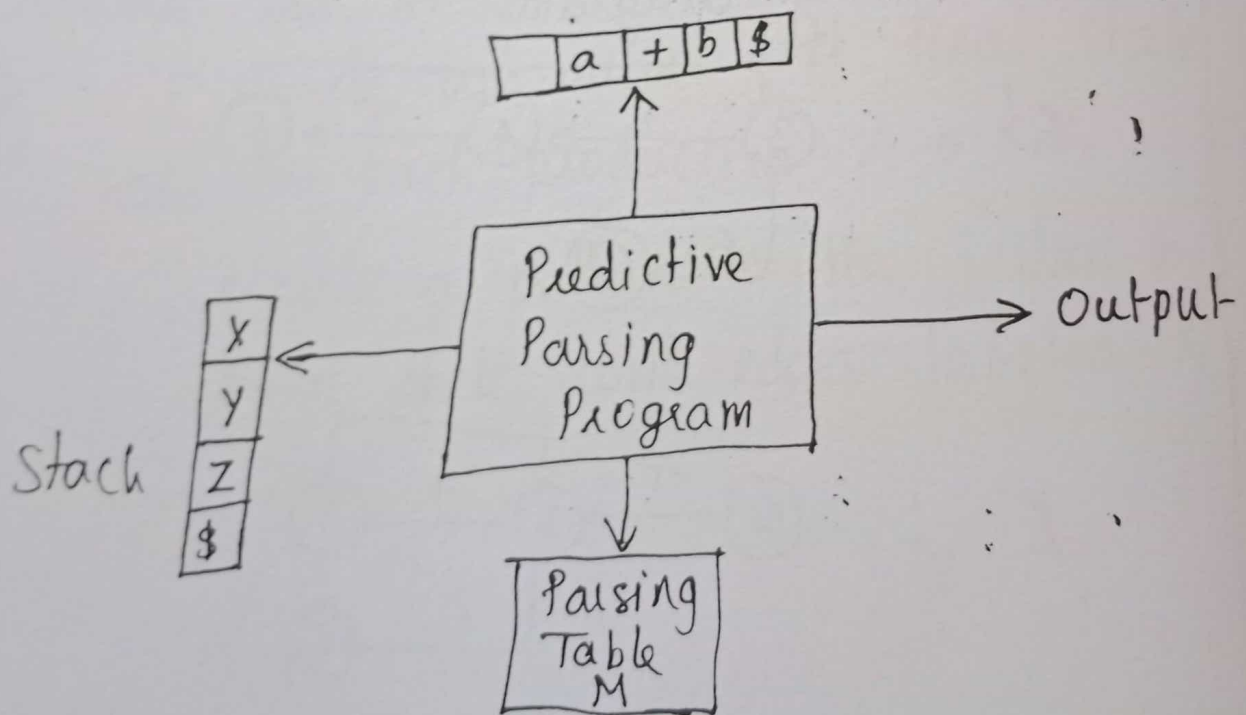 a + b $
Predictive
Parsing
Program
Output
X
Y
Z
$
Stack
Parsing
Table
M